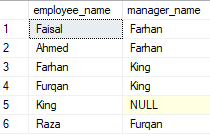 employee_name manager_name
1 Faisal Farhan
2 Ahmed Farhan
3 Farhan King
4 Furqan King
5 King NULL
6 Raza Furqan